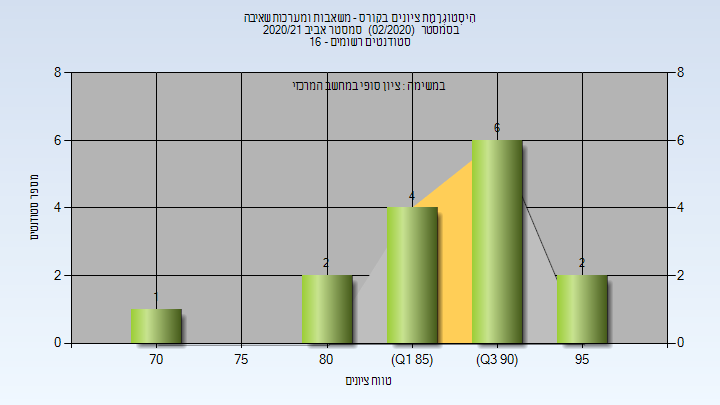 היסטוגרמת ציונים בקורס - משאבות ומערכות שאיבה
בסמסטר (02/2020) סמסטר אביב 2020/21
סטודנטים רשומים - 16
במשימה : ציון סופי במחשב המרכזי
8 8
6 6
4 4
2 2
0 0
1 2 4 6 2
70 75 80 (Q1 85) (Q3 90) 95
מספר סטודנטים
טווח ציונים